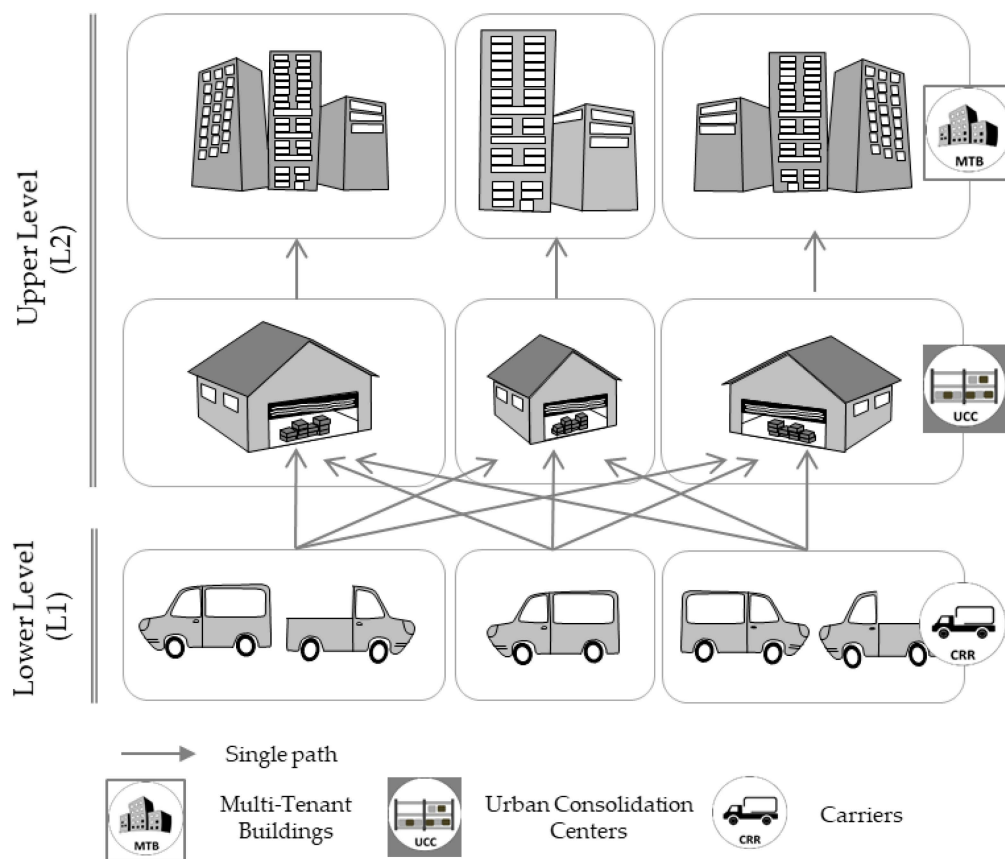 Upper Level
(L2)
MTB
UCC
Lower Level
(L1)
CRR
Single path
MTB
Multi-Tenant
Buildings
UCC
Urban Consolidation
Centers
CRR
Carriers